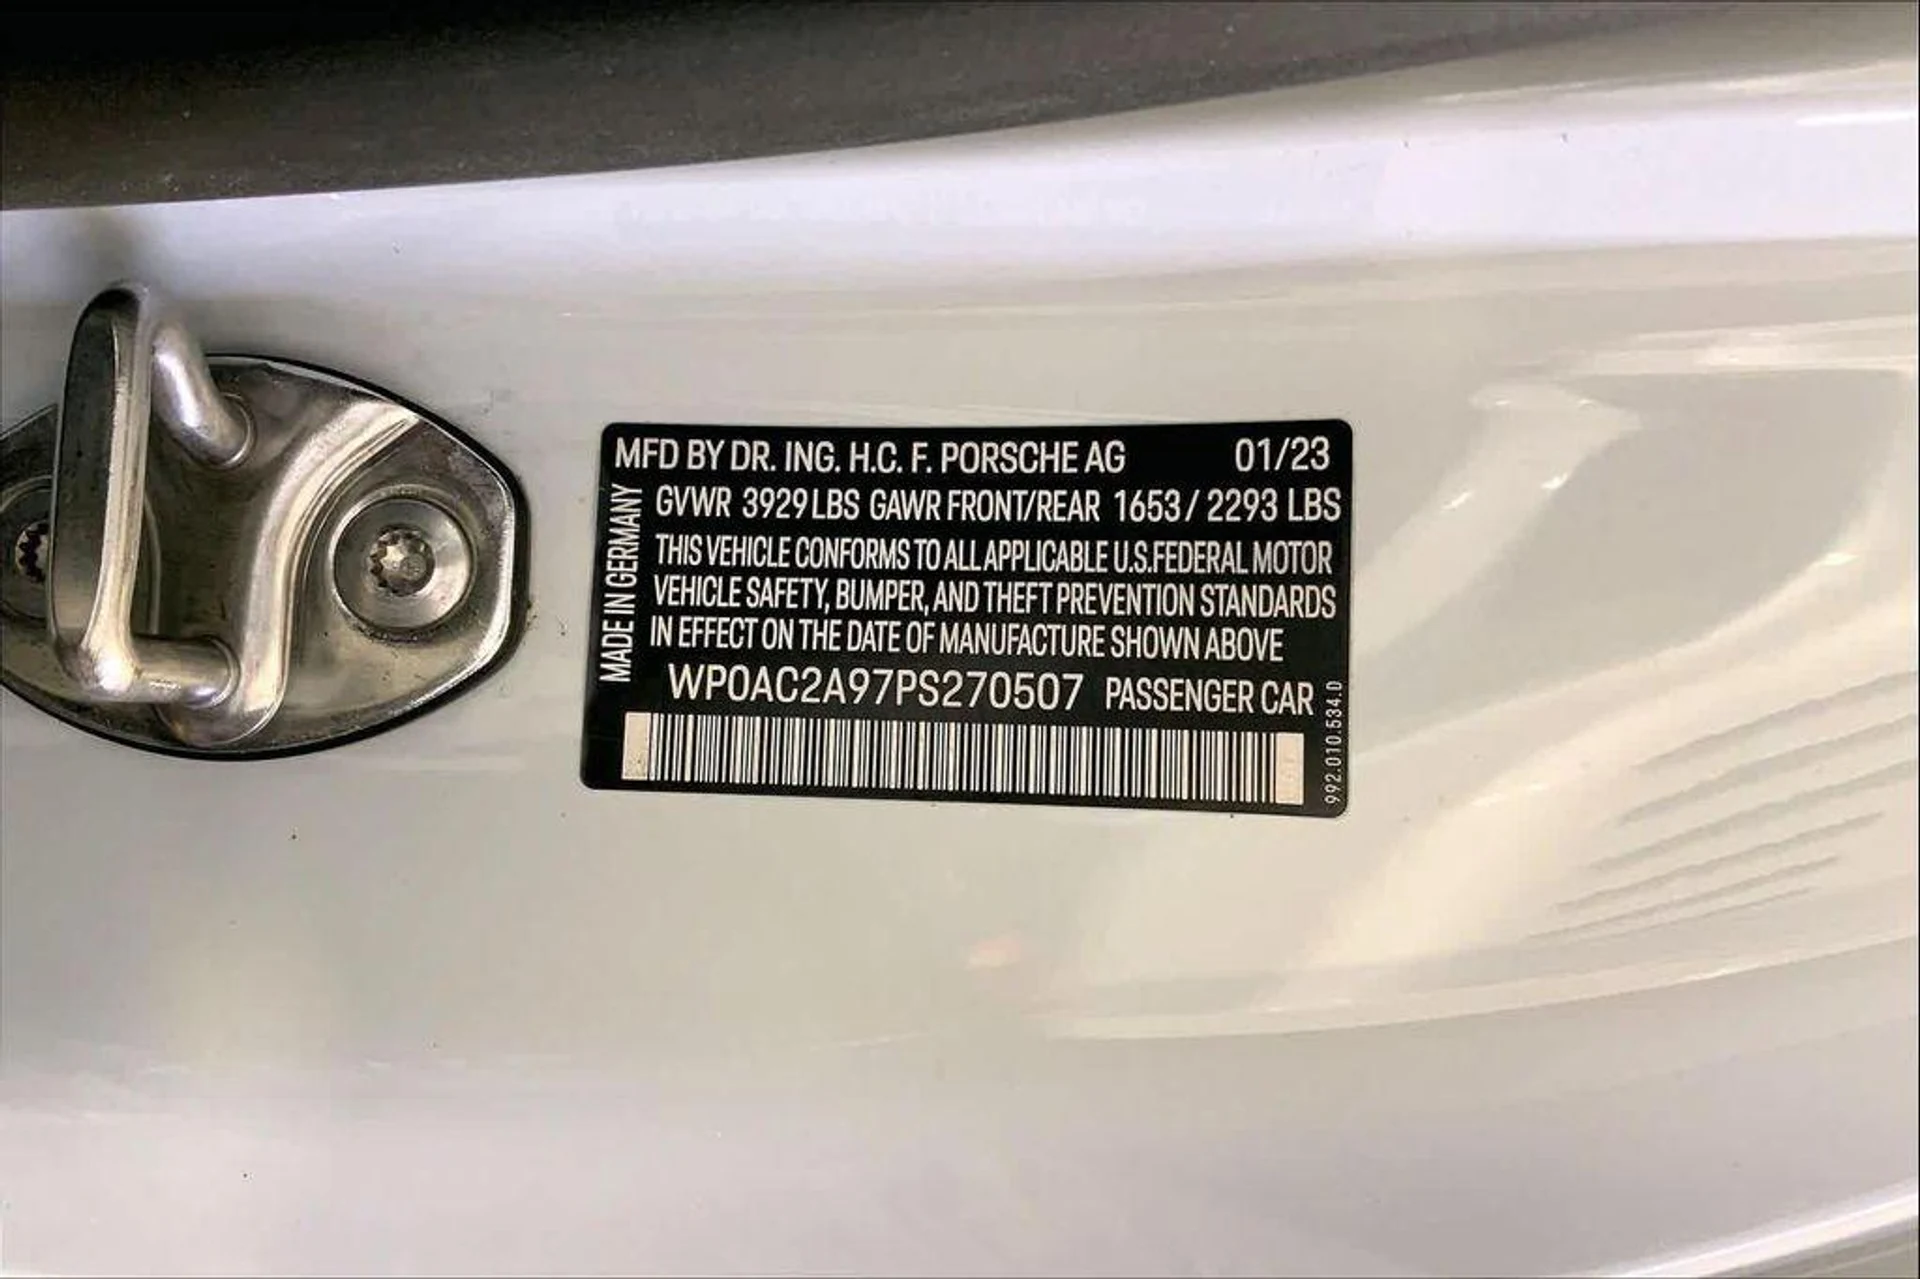 MFD BY DR. ING. H.C. F. PORSCHE AG 01/23
GVWR 3929 LBS GAWR FRONT/REAR 1653 / 2293 LBS
THIS VEHICLE CONFORMS TO ALL APPLICABLE U.S.FEDERAL MOTOR
VEHICLE SAFETY, BUMPER, AND THEFT PREVENTION STANDARDS
IN EFFECT ON THE DATE OF MANUFACTURE SHOWN ABOVE
WP0AC2A97PS270507 PASSENGER CAR
MADE IN GERMANY
992.010.534.0